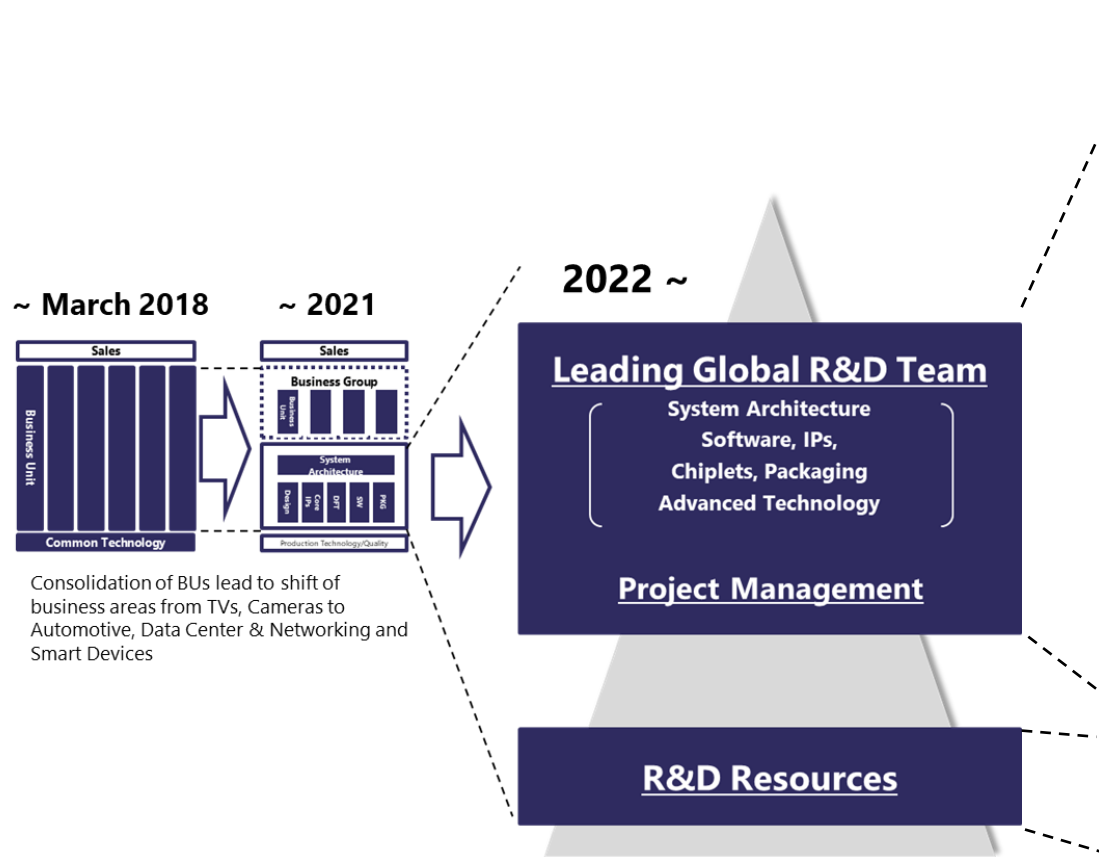 ~ March 2018
Sales
Business Unit
Common Technology
~ 2021
Sales
Business Group
Business
Unit
System
Architecture
Design
Core
IPs
DFT
SW
PKG
Production Technology/Quality
Consolidation of BUs lead to shift of
business areas from TVs, Cameras to
Automotive, Data Center & Networking and
Smart Devices
2022 ~
Leading Global R&D Team
System Architecture
Software, IPs,
Chiplets, Packaging
Advanced Technology
Project Management
R&D Resources